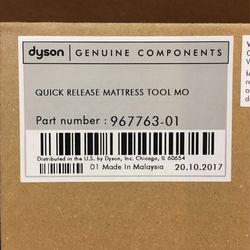 dyson GENUINE COMPONENTS
QUICK RELEASE MATTRESS TOOL MO
Part number : 967763-01
Distributed in the U.S. by Dyson, Inc. Chicago, IL 60654
01 Made In Malaysia 20.10.2017